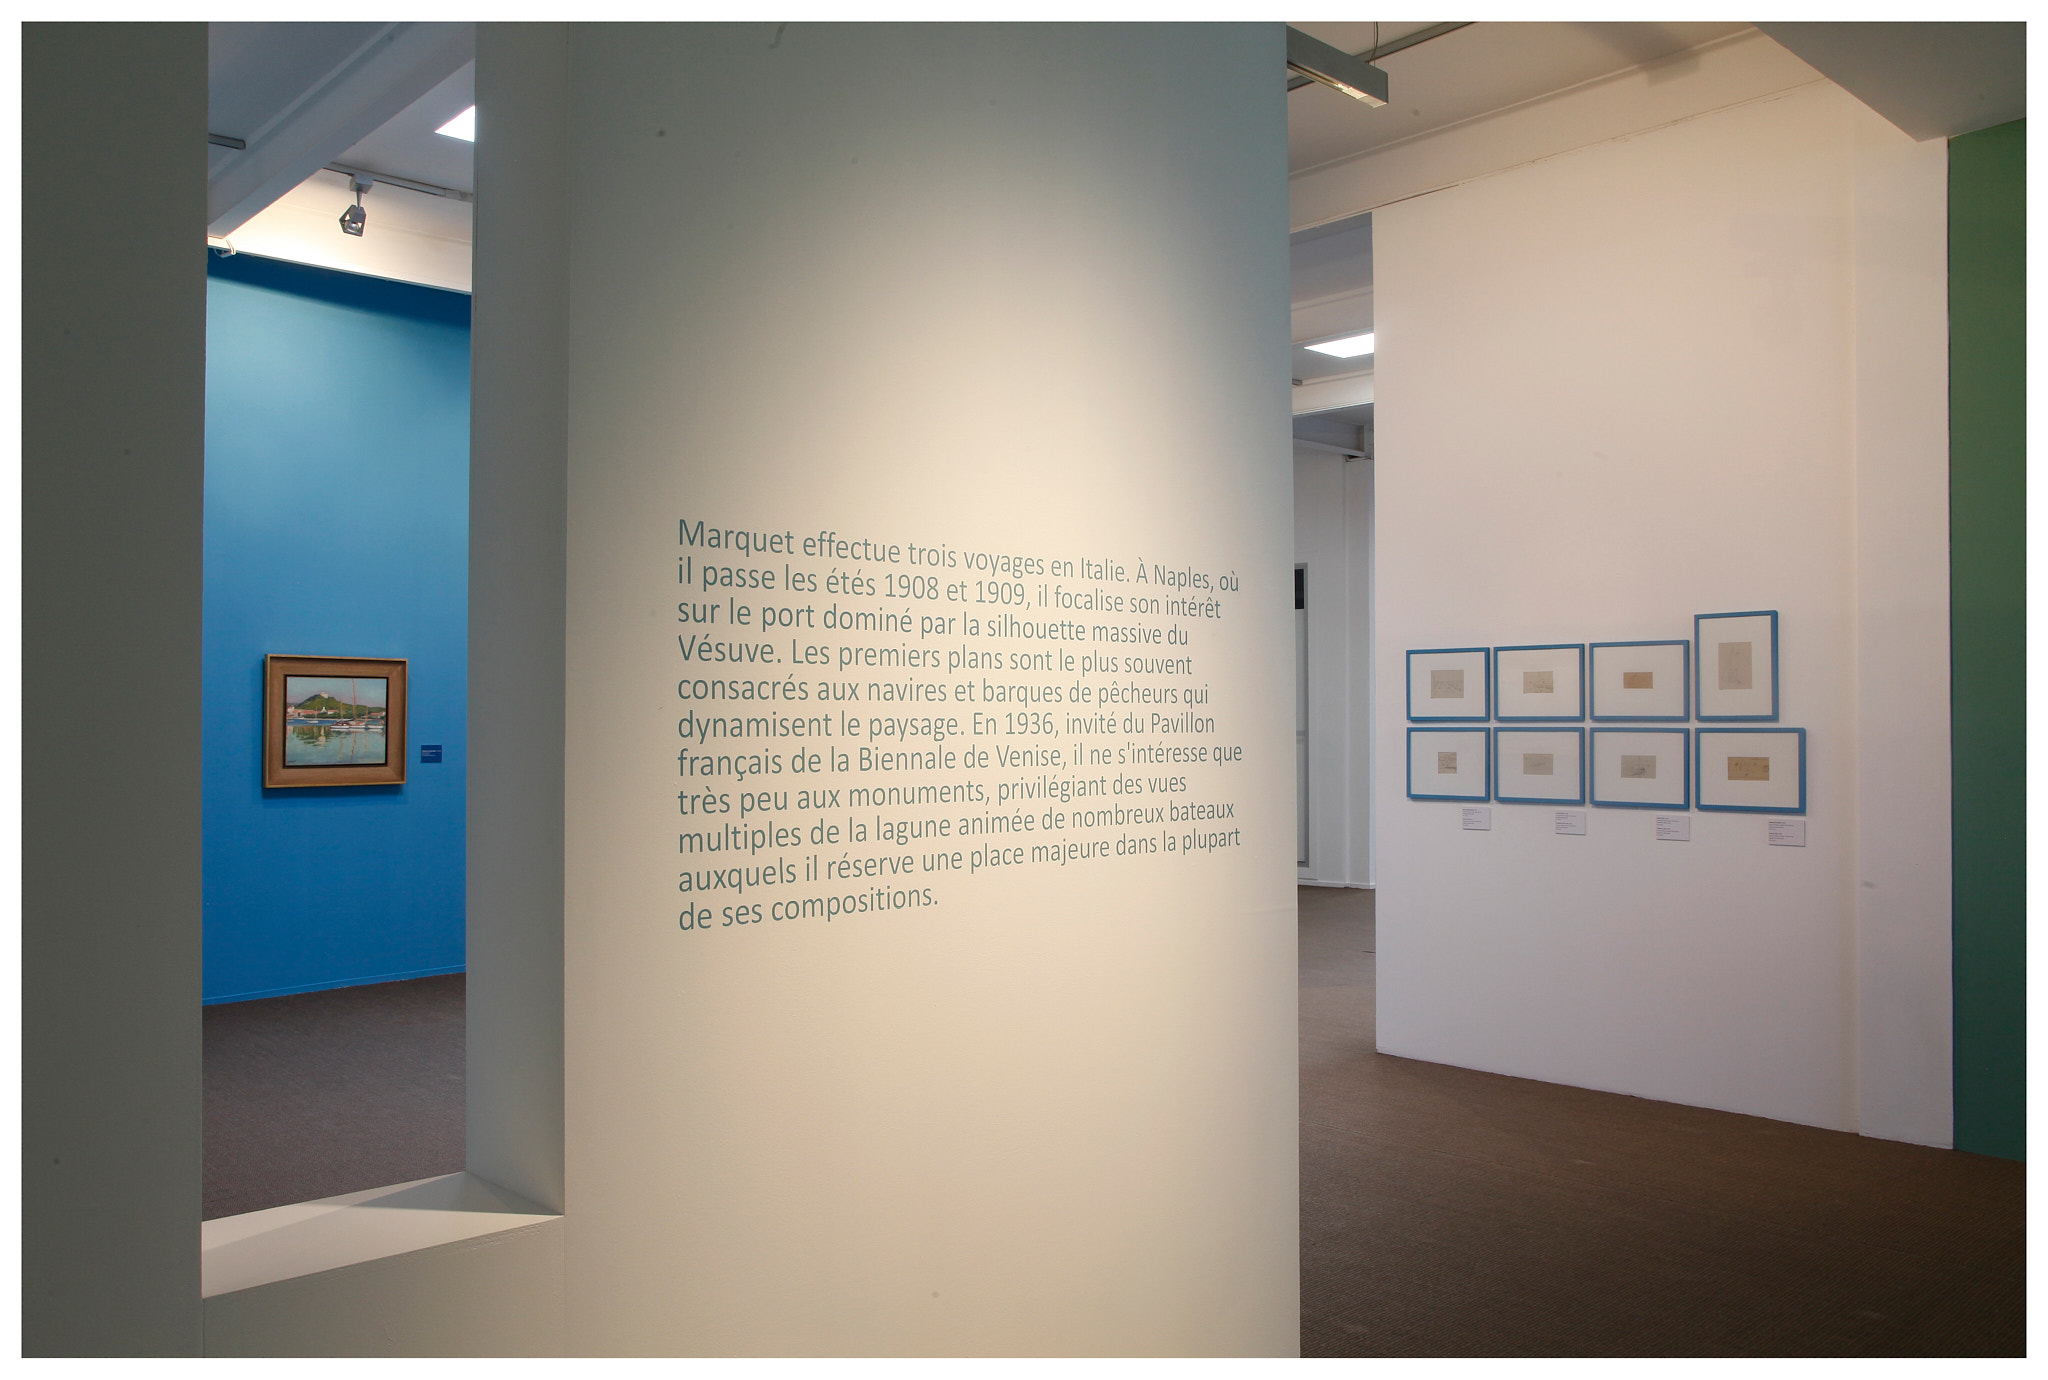 Marquet effectue trois voyages en Italie. À Naples, où
il passe les étés 1908 et 1909, il focalise son intérêt
sur le port dominé par la silhouette massive du
Vésuve. Les premiers plans sont le plus souvent
consacrés aux navires et barques de pêcheurs qui
dynamisent le paysage. En 1936, invité du Pavillon
français de la Biennale de Venise, il ne s'intéresse que
très peu aux monuments, privilégiant des vues
multiples de la lagune animée de nombreux bateaux
auxquels il réserve une place majeure dans la plupart
de ses compositions.